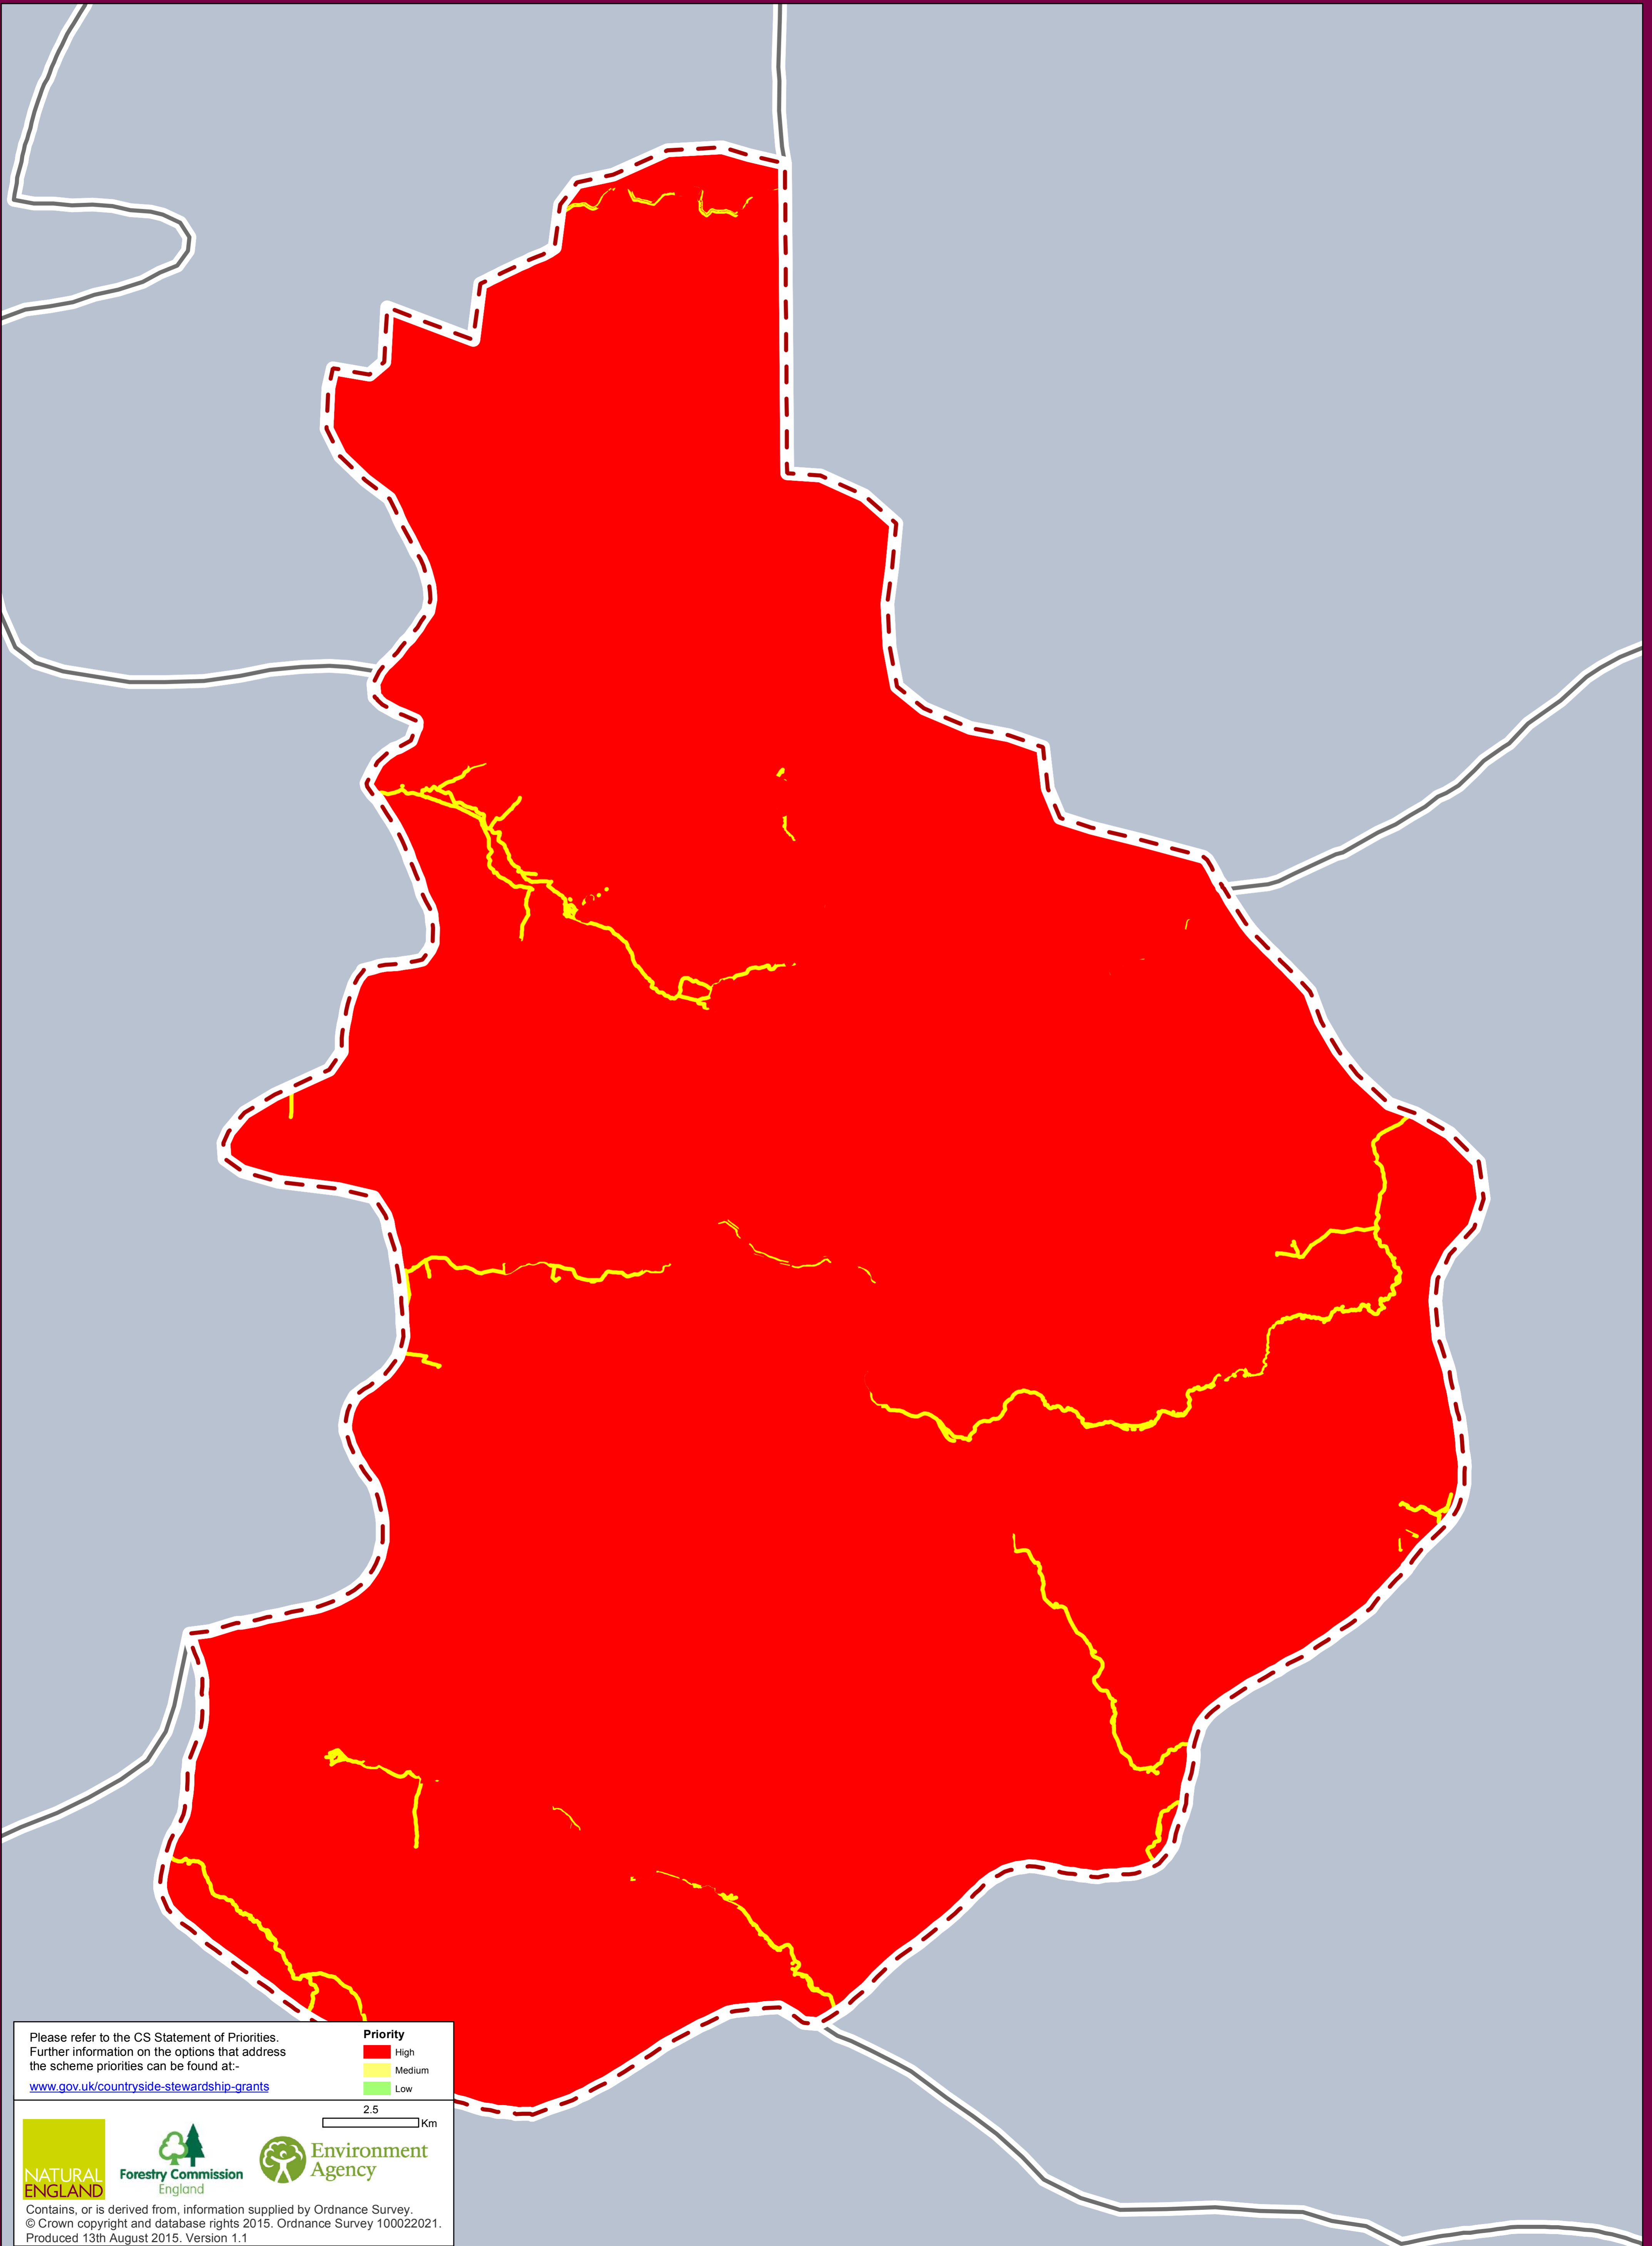 Please refer to the CS Statement of Priorities.
Further information on the options that address
the scheme priorities can be found at:-
www.gov.uk/countryside-stewardship-grants
Priority
High
Medium
Low
2.5
Km
NATURAL
ENGLAND
Forestry Commission
England
Environment
Agency
Contains, or is derived from, information supplied by Ordnance Survey.
© Crown copyright and database rights 2015. Ordnance Survey 100022021.
Produced 13th August 2015. Version 1.1